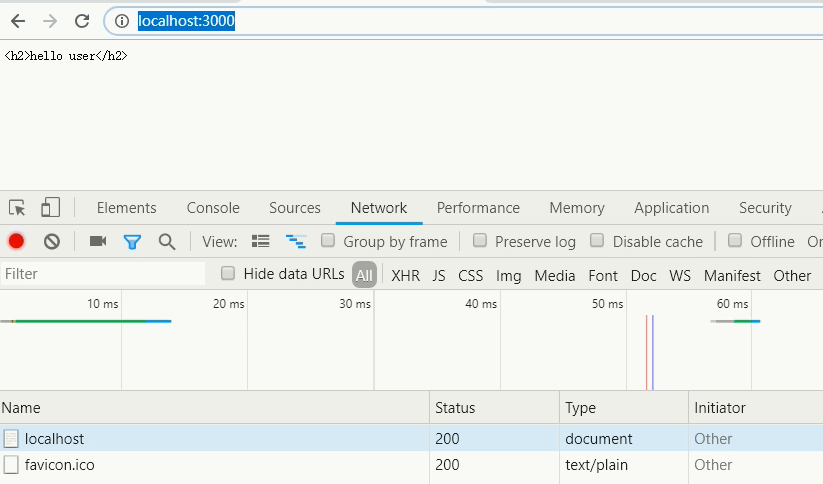 localhost:3000
<h2>hello user</h2>
Elements Console Sources Network Performance Memory Application Security
View: Group by frame Preserve log Disable cache Offline
Filter Hide data URLs All XHR JS CSS Img Media Font Doc WS Manifest Other
10 ms 20 ms 30 ms 40 ms 50 ms 60 ms
Name Status Type Initiator
localhost 200 document Other
favicon.ico 200 text/plain Other